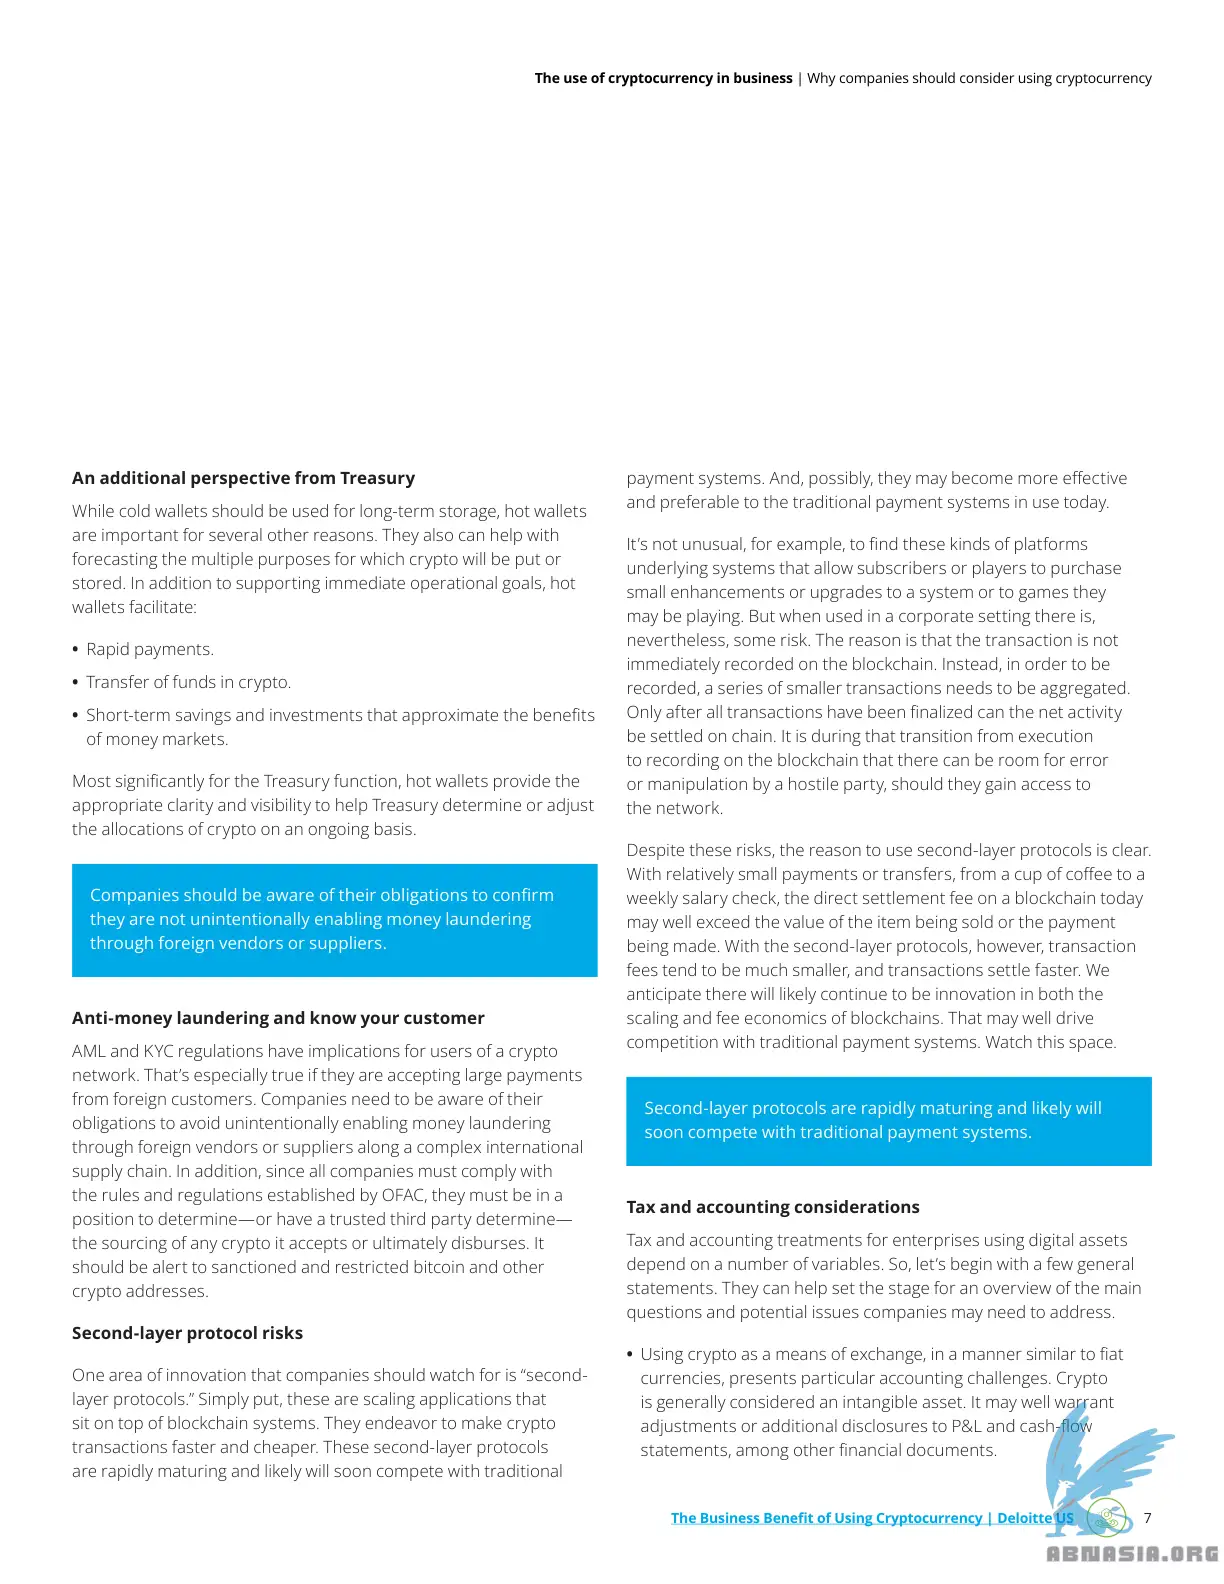 The use of cryptocurrency in business | Why companies should consider using cryptocurrency
An additional perspective from Treasury
While cold wallets should be used for long-term storage, hot wallets
are important for several other reasons. They also can help with
forecasting the multiple purposes for which crypto will be put or
stored. In addition to supporting immediate operational goals, hot
wallets facilitate:
• Rapid payments.
• Transfer of funds in crypto.
• Short-term savings and investments that approximate the benefits
of money markets.
Most significantly for the Treasury function, hot wallets provide the
appropriate clarity and visibility to help Treasury determine or adjust
the allocations of crypto on an ongoing basis.
Companies should be aware of their obligations to confirm
they are not unintentionally enabling money laundering
through foreign vendors or suppliers.
Anti-money laundering and know your customer
AML and KYC regulations have implications for users of a crypto
network. That’s especially true if they are accepting large payments
from foreign customers. Companies need to be aware of their
obligations to avoid unintentionally enabling money laundering
through foreign vendors or suppliers along a complex international
supply chain. In addition, since all companies must comply with
the rules and regulations established by OFAC, they must be in a
position to determine—or have a trusted third party determine—
the sourcing of any crypto it accepts or ultimately disburses. It
should be alert to sanctioned and restricted bitcoin and other
crypto addresses.
Second-layer protocol risks
One area of innovation that companies should watch for is “second-
layer protocols.” Simply put, these are scaling applications that
sit on top of blockchain systems. They endeavor to make crypto
transactions faster and cheaper. These second-layer protocols
are rapidly maturing and likely will soon compete with traditional
payment systems. And, possibly, they may become more effective
and preferable to the traditional payment systems in use today.
It’s not unusual, for example, to find these kinds of platforms
underlying systems that allow subscribers or players to purchase
small enhancements or upgrades to a system or to games they
may be playing. But when used in a corporate setting there is,
nevertheless, some risk. The reason is that the transaction is not
immediately recorded on the blockchain. Instead, in order to be
recorded, a series of smaller transactions needs to be aggregated.
Only after all transactions have been finalized can the net activity
be settled on chain. It is during that transition from execution
to recording on the blockchain that there can be room for error
or manipulation by a hostile party, should they gain access to
the network.
Despite these risks, the reason to use second-layer protocols is clear.
With relatively small payments or transfers, from a cup of coffee to a
weekly salary check, the direct settlement fee on a blockchain today
may well exceed the value of the item being sold or the payment
being made. With the second-layer protocols, however, transaction
fees tend to be much smaller, and transactions settle faster. We
anticipate there will likely continue to be innovation in both the
scaling and fee economics of blockchains. That may well drive
competition with traditional payment systems. Watch this space.
Second-layer protocols are rapidly maturing and likely will
soon compete with traditional payment systems.
Tax and accounting considerations
Tax and accounting treatments for enterprises using digital assets
depend on a number of variables. So, let’s begin with a few general
statements. They can help set the stage for an overview of the main
questions and potential issues companies may need to address.
• Using crypto as a means of exchange, in a manner similar to fiat
currencies, presents particular accounting challenges. Crypto
is generally considered an intangible asset. It may well warrant
adjustments or additional disclosures to P&L and cash-flow
statements, among other financial documents.
The Business Benefit of Using Cryptocurrency | Deloitte US
7
ABNASIA.ORG